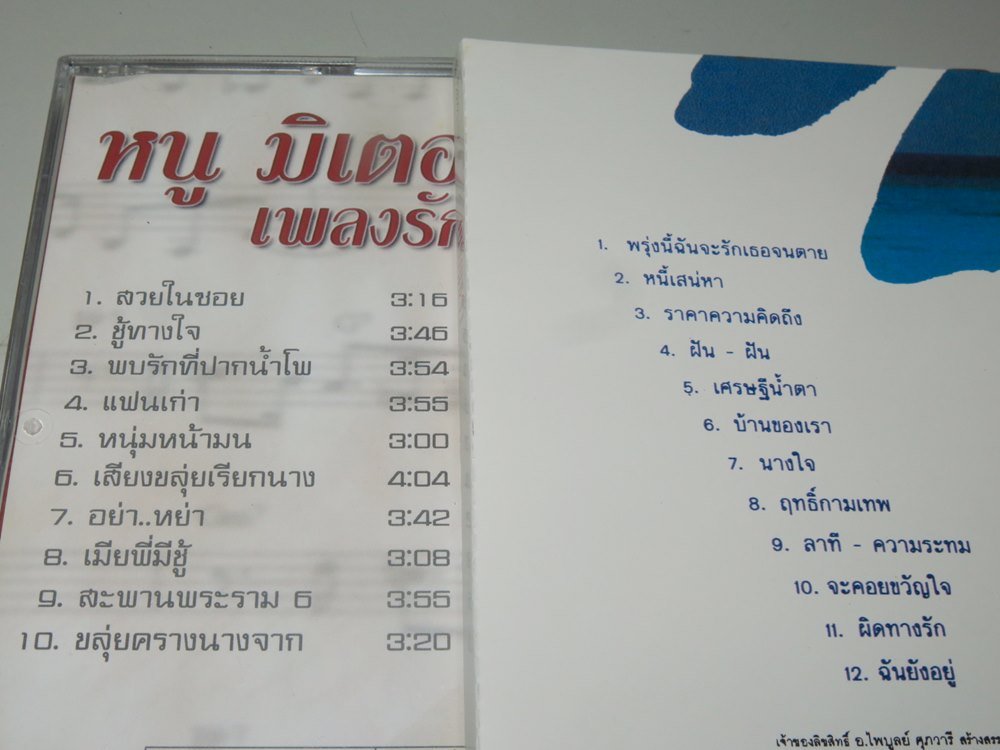 หนู มิเตอ
เพลงรัก
1. สวยในซอย 3:16
2. ชู้ทางใจ 3:46
3. พบรักที่ปากน้ำโพ 3:54
4. แฟนเก่า 3:55
5. หนุ่มหน้ามน 3:00
6. เสียงขลุ่ยเรียกนาง 4:04
7. อย่า..หย่า 3:42
8. เมียพี่มีชู้ 3:08
9. สะพานพระราม 6 3:55
10. ขลุ่ยครางนางจาก 3:20
1. พรุ่งนี้ฉันจะรักเธอจนตาย
2. หนี้เสน่หา
3. ราคาความคิดถึง
4. ฝัน - ฝัน
5. เศรษฐีน้ำตา
6. บ้านของเรา
7. นางใจ
8. ฤทธิ์กามเทพ
9. ลาที - ความระทม
10. จะคอยขวัญใจ
11. ผิดทางรัก
12. ฉันยังอยู่
เจ้าของลิขสิทธิ์ อ.ไพบูลย์ ศุภวารี สร้างสรร